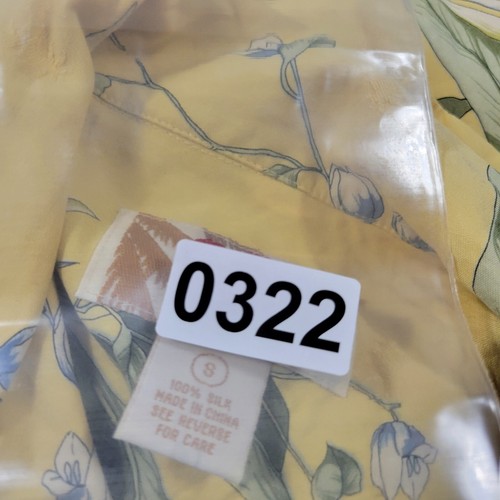 0322
S
100% SILK
MADE IN CHINA
SEE REVERSE
FOR CARE